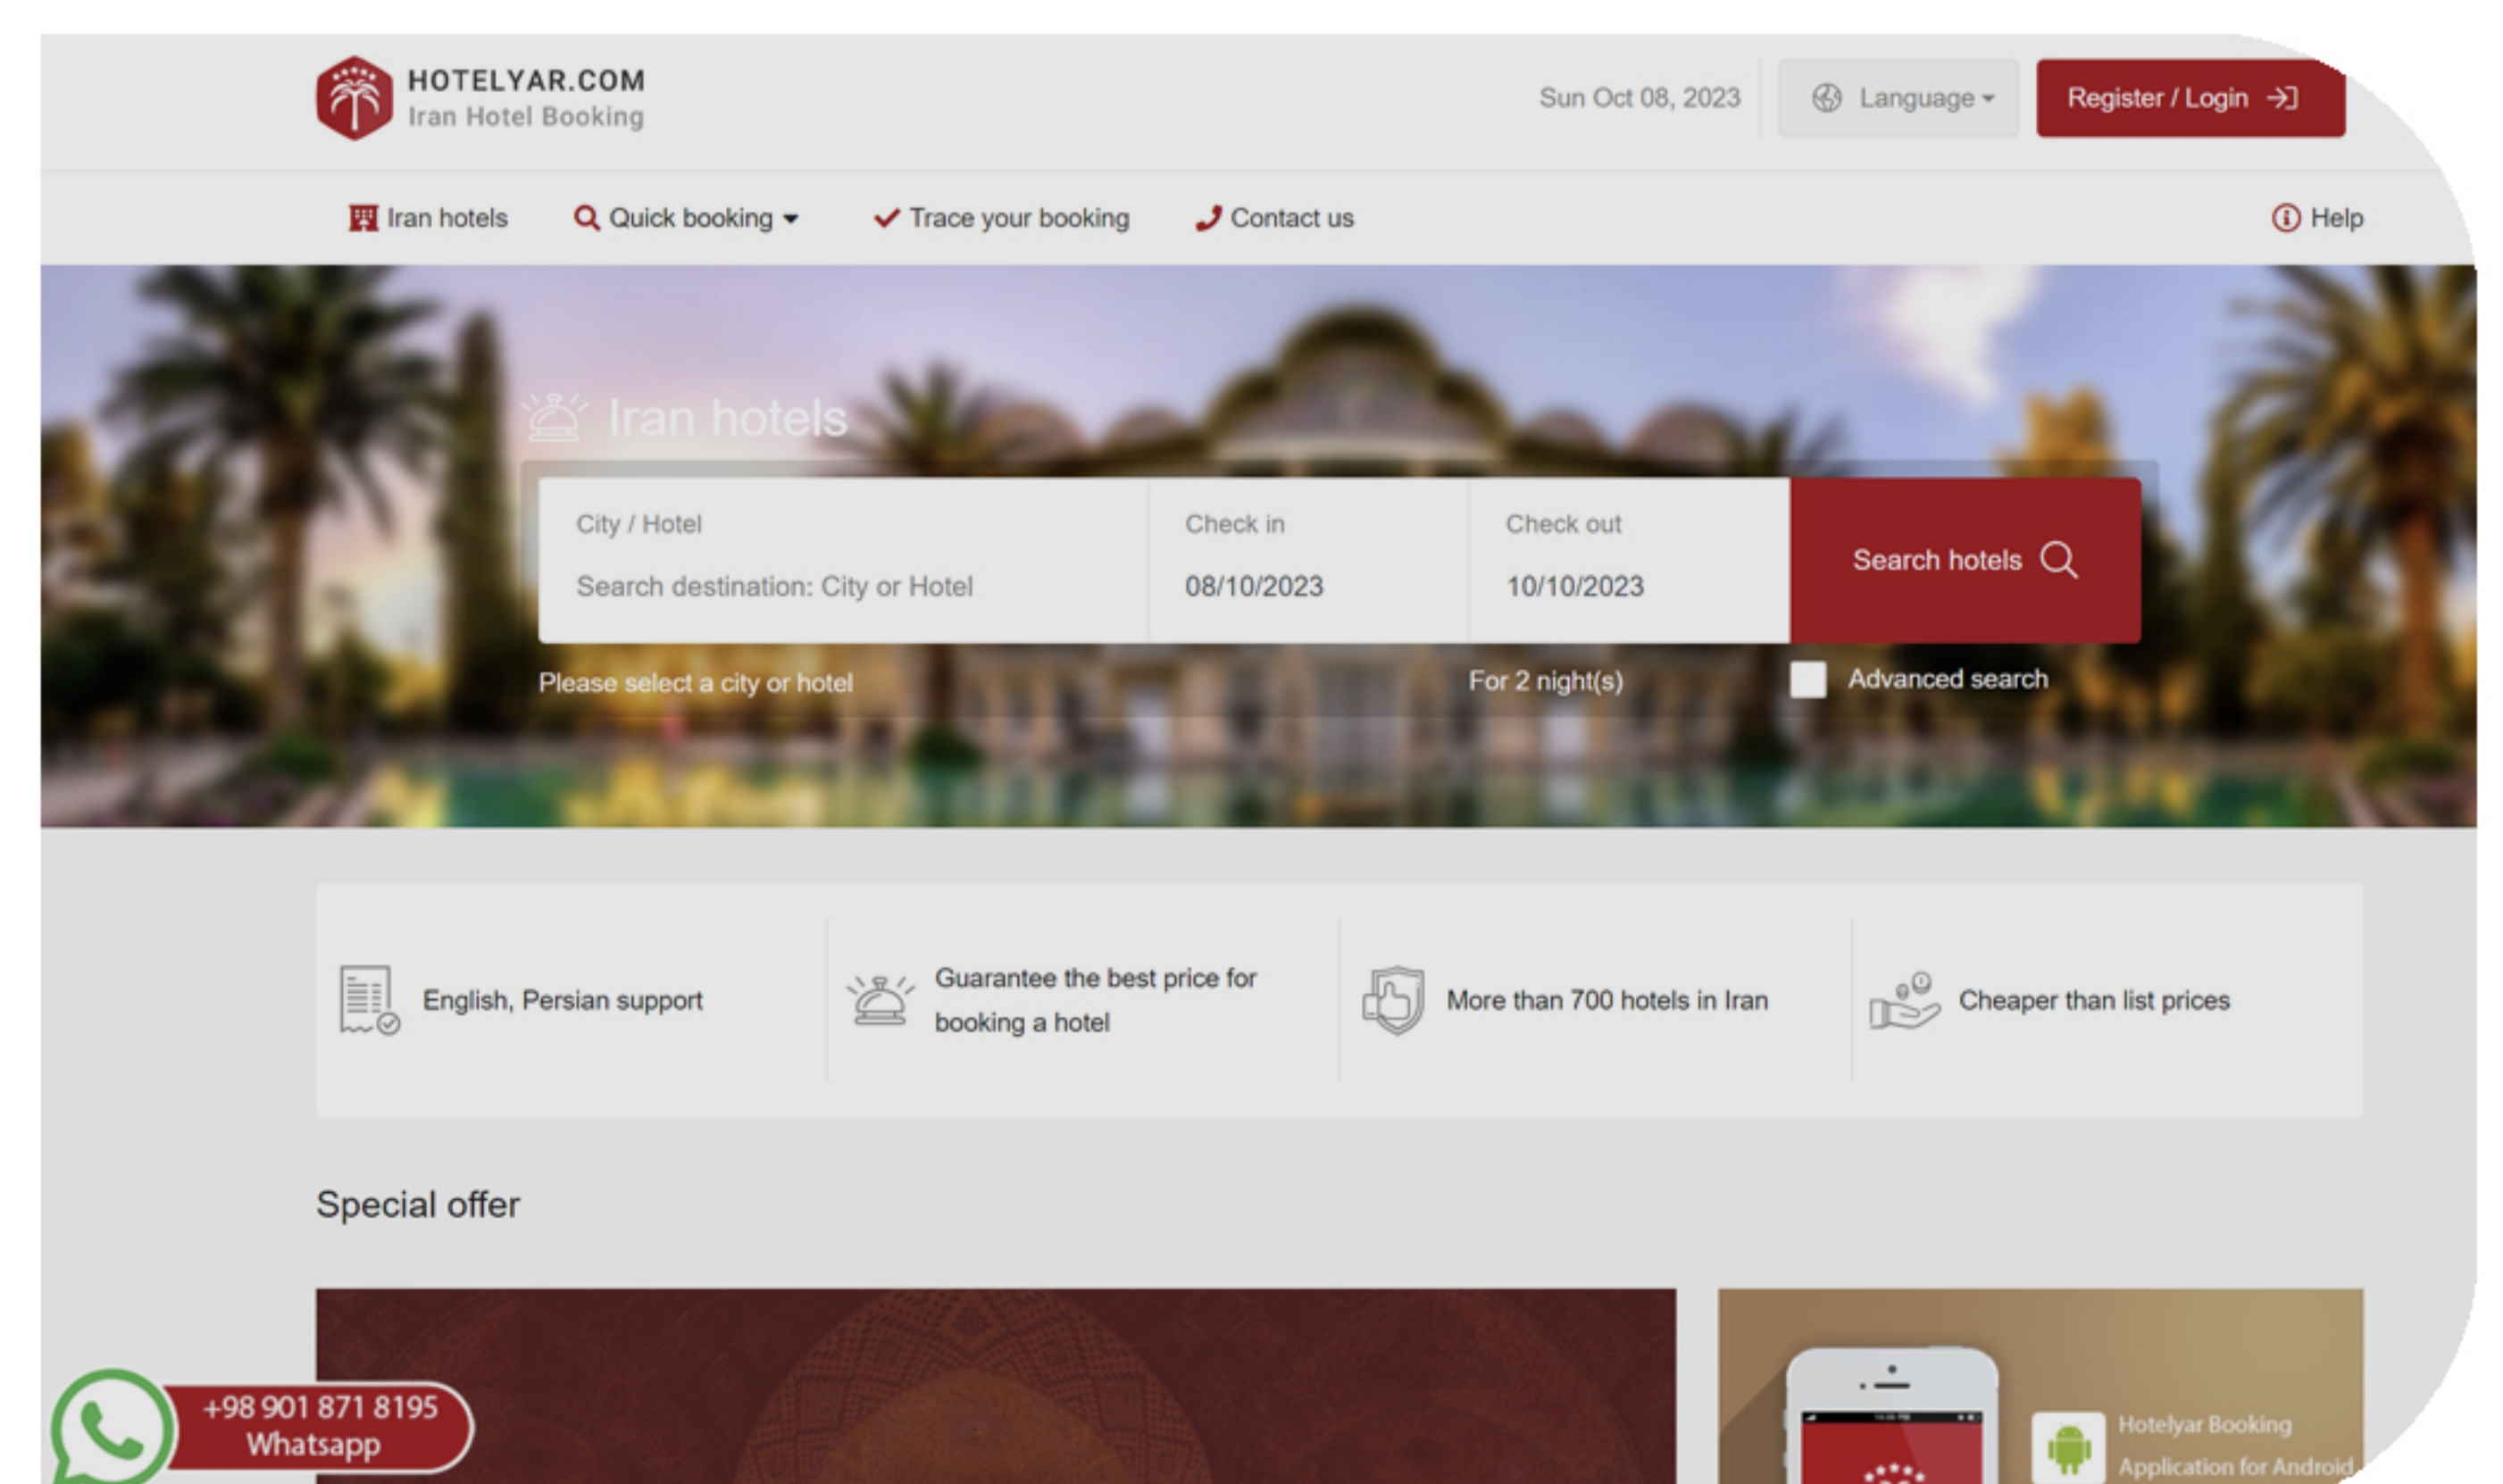 HOTELYAR.COM
Iran Hotel Booking
Sun Oct 08, 2023
Language
Register / Login
Iran hotels
Quick booking
Trace your booking
Contact us
Help
Iran hotels
City / Hotel
Search destination: City or Hotel
Check in
08/10/2023
Check out
10/10/2023
Search hotels
Please select a city or hotel
For 2 night(s)
Advanced search
English, Persian support
Guarantee the best price for
booking a hotel
More than 700 hotels in Iran
Cheaper than list prices
Special offer
+98 901 871 8195
Whatsapp
Hotelyar Booking
Application for Android